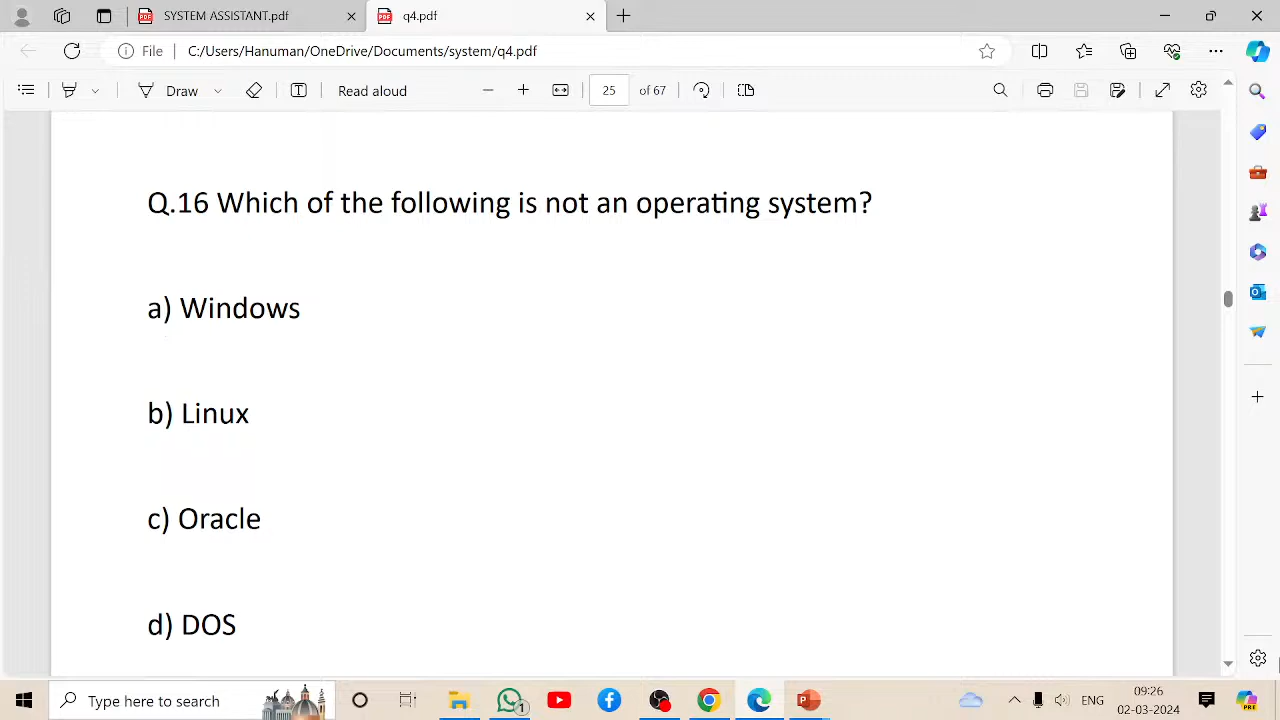 SYSTEM ASSISTANT.pdf
q4.pdf
File
C:/Users/Hanuman/OneDrive/Documents/system/q4.pdf
Draw
Read aloud
25
of 67
Q.16 Which of the following is not an operating system?
a) Windows
b) Linux
c) Oracle
d) DOS
Type here to search
1
ENG
08:26
02-03-2024